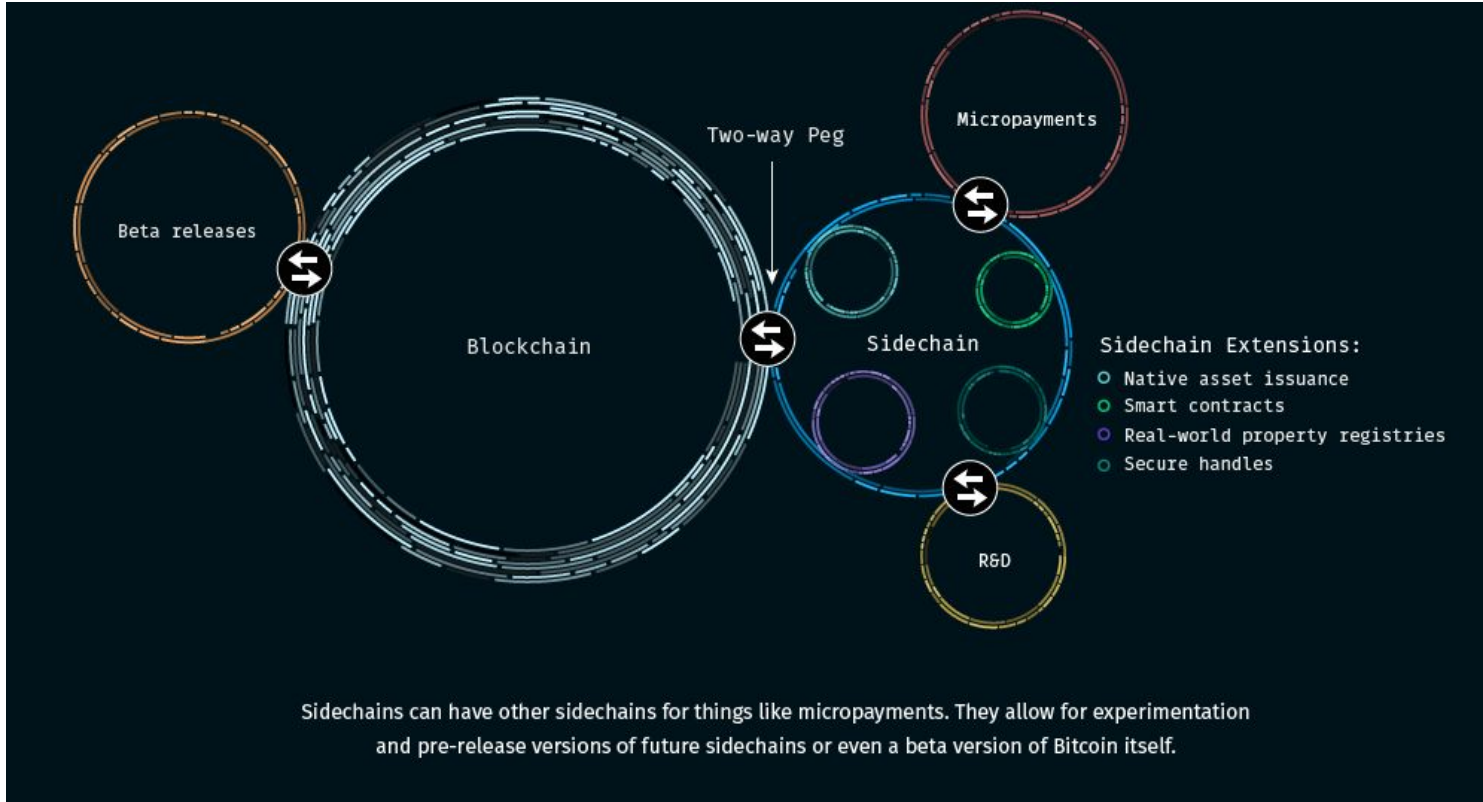 Two-way Peg
Micropayments
Beta releases
Blockchain
Sidechain
Sidechain Extensions:
Native asset issuance
Smart contracts
Real-world property registries
Secure handles
R&D
Sidechains can have other sidechains for things like micropayments. They allow for experimentation
and pre-release versions of future sidechains or even a beta version of Bitcoin itself.